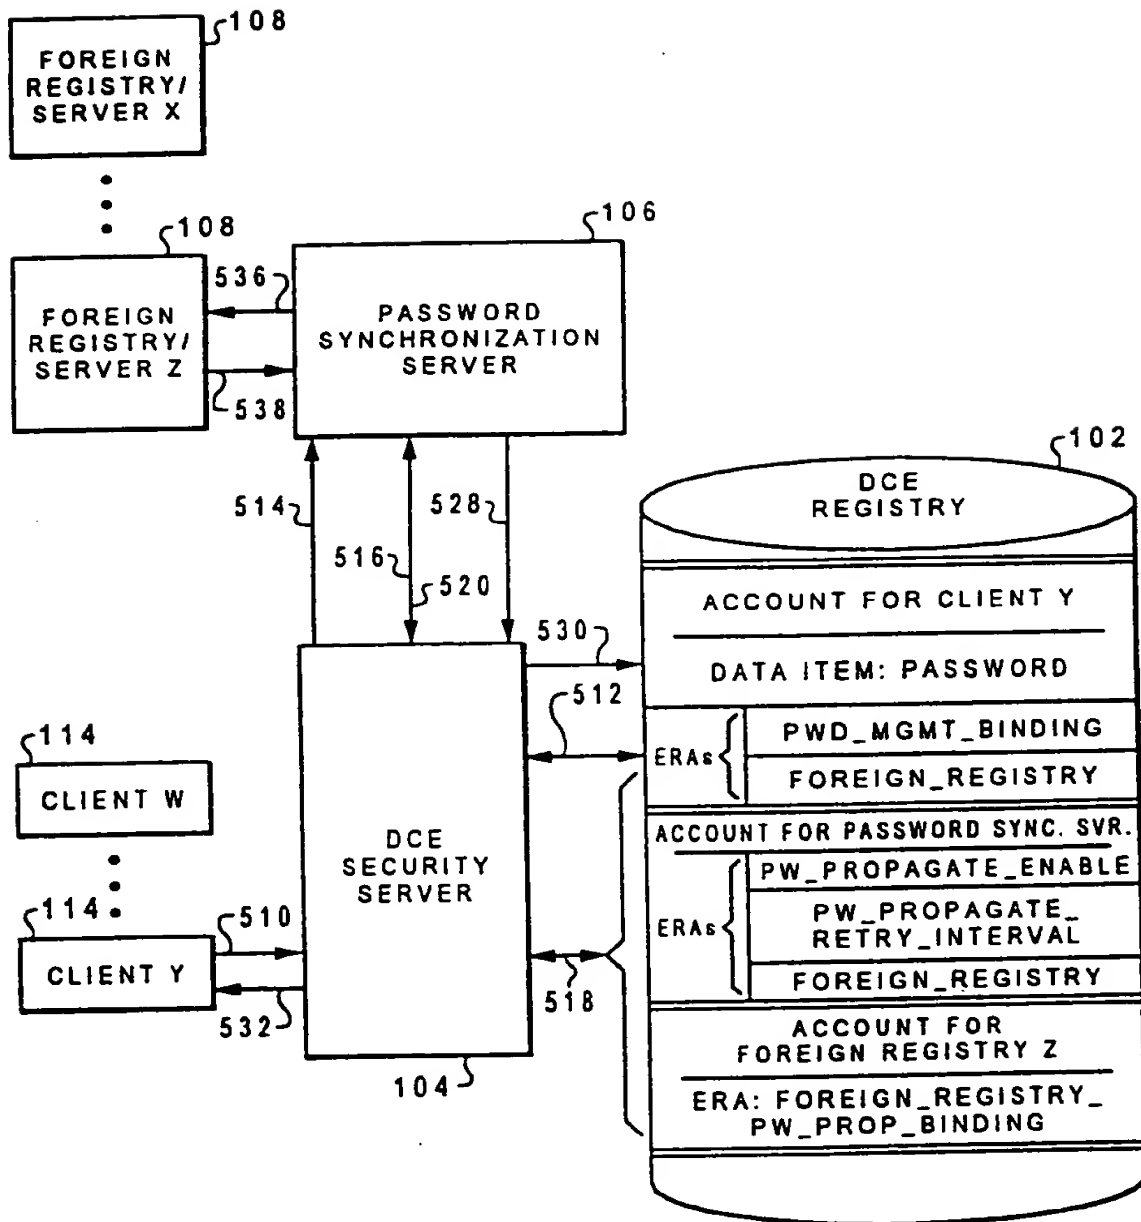 108
FOREIGN
REGISTRY/
SERVER X
108
FOREIGN
REGISTRY/
SERVER Z
536
538
106
PASSWORD
SYNCHRONIZATION
SERVER
514
516
520
528
102
DCE
REGISTRY
ACCOUNT FOR CLIENT Y
DATA ITEM: PASSWORD
ERAs
PWD_MGMT_BINDING
FOREIGN_REGISTRY
ACCOUNT FOR PASSWORD SYNC. SVR.
ERAs
PW_PROPAGATE_ENABLE
PW_PROPAGATE_
RETRY_INTERVAL
FOREIGN_REGISTRY
ACCOUNT FOR
FOREIGN REGISTRY Z
ERA: FOREIGN_REGISTRY_
PW_PROP_BINDING
530
512
518
DCE
SECURITY
SERVER
104
114
CLIENT W
114
CLIENT Y
510
532